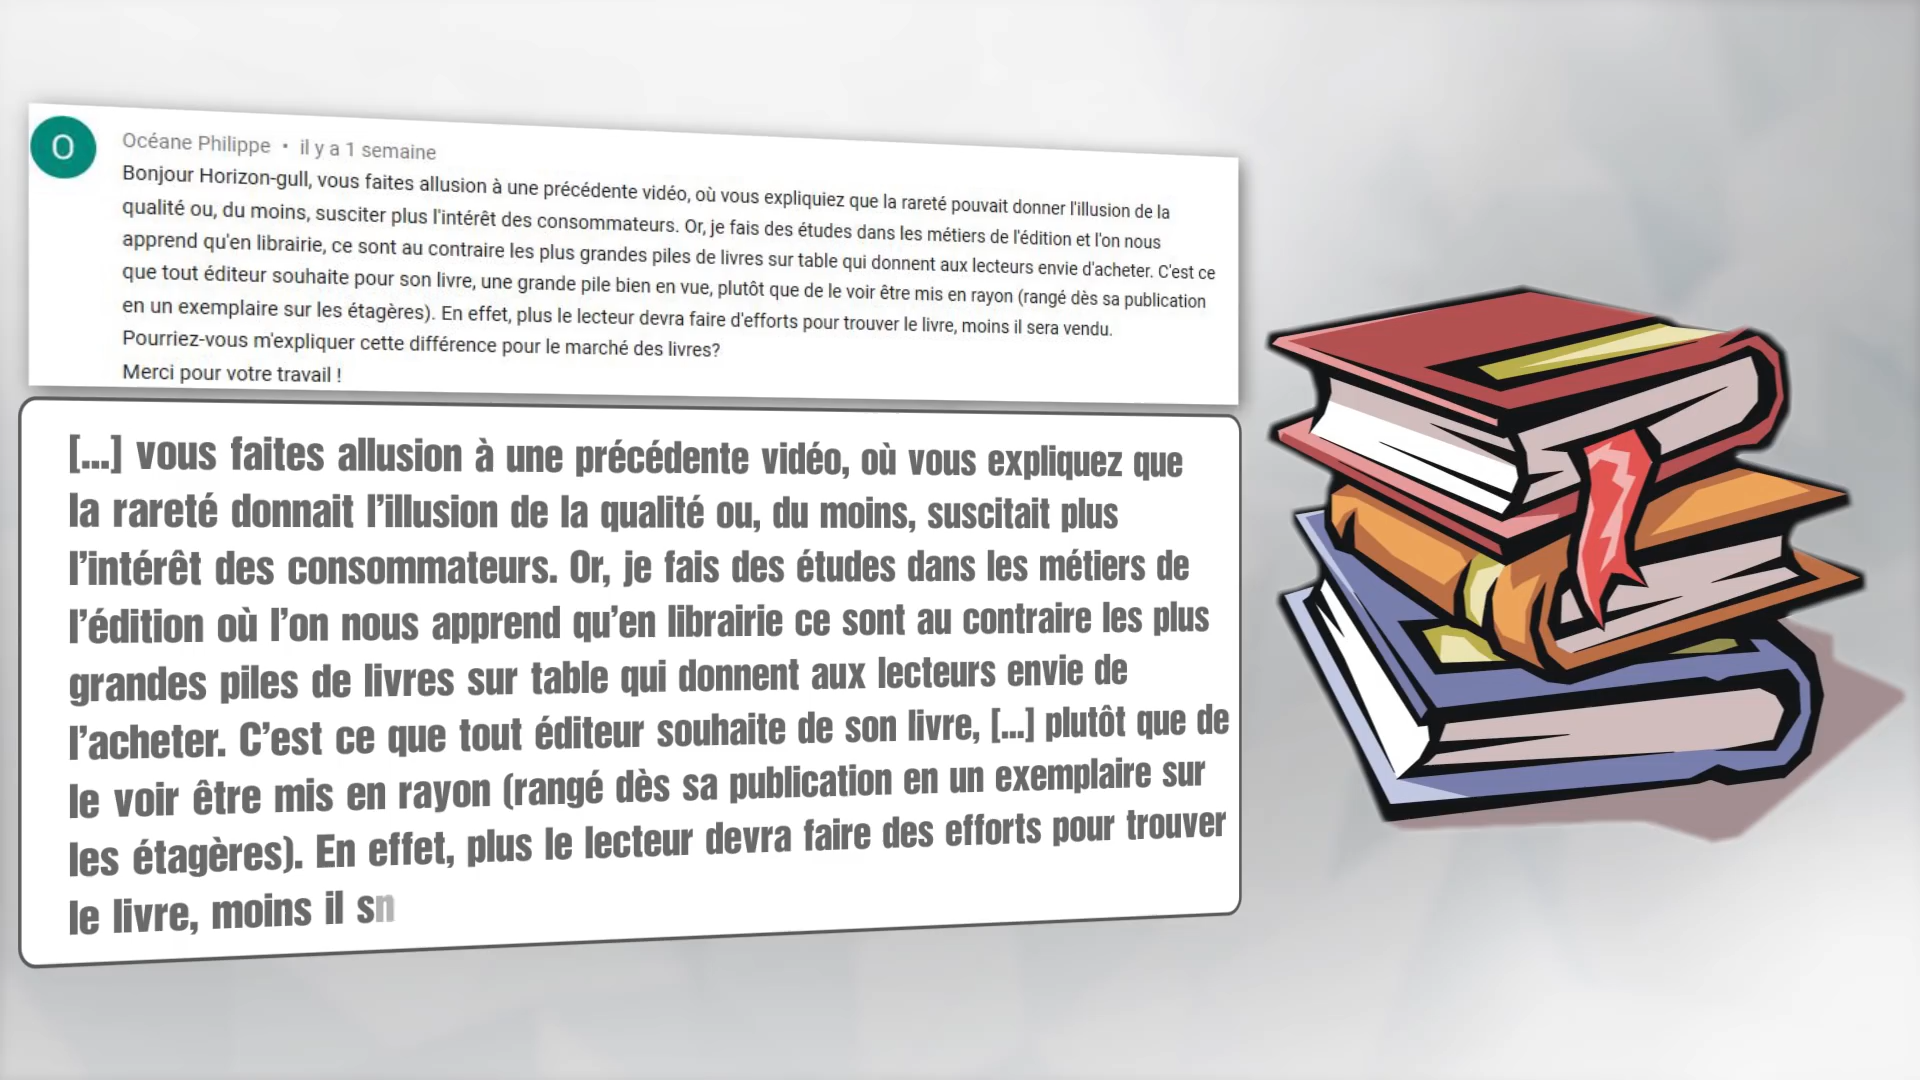 O
Océane Philippe • il y a 1 semaine
Bonjour Horizon-gull, vous faites allusion à une précédente vidéo, où vous expliquiez que la rareté pouvait donner l'illusion de la
qualité ou, du moins, susciter plus l'intérêt des consommateurs. Or, je fais des études dans les métiers de l'édition et l'on nous
apprend qu'en librairie, ce sont au contraire les plus grandes piles de livres sur table qui donnent aux lecteurs envie d'acheter. C'est ce
que tout éditeur souhaite pour son livre, une grande pile bien en vue, plutôt que de le voir être mis en rayon (rangé dès sa publication
en un exemplaire sur les étagères). En effet, plus le lecteur devra faire d'efforts pour trouver le livre, moins il sera vendu.
Pourriez-vous m'expliquer cette différence pour le marché des livres?
Merci pour votre travail !
[...] vous faites allusion à une précédente vidéo, où vous expliquez que
la rareté donnait l’illusion de la qualité ou, du moins, suscitait plus
l’intérêt des consommateurs. Or, je fais des études dans les métiers de
l’édition où l’on nous apprend qu’en librairie ce sont au contraire les plus
grandes piles de livres sur table qui donnent aux lecteurs envie de
l’acheter. C’est ce que tout éditeur souhaite de son livre, [...] plutôt que de
le voir être mis en rayon (rangé dès sa publication en un exemplaire sur
les étagères). En effet, plus le lecteur devra faire des efforts pour trouver
le livre, moins il sn